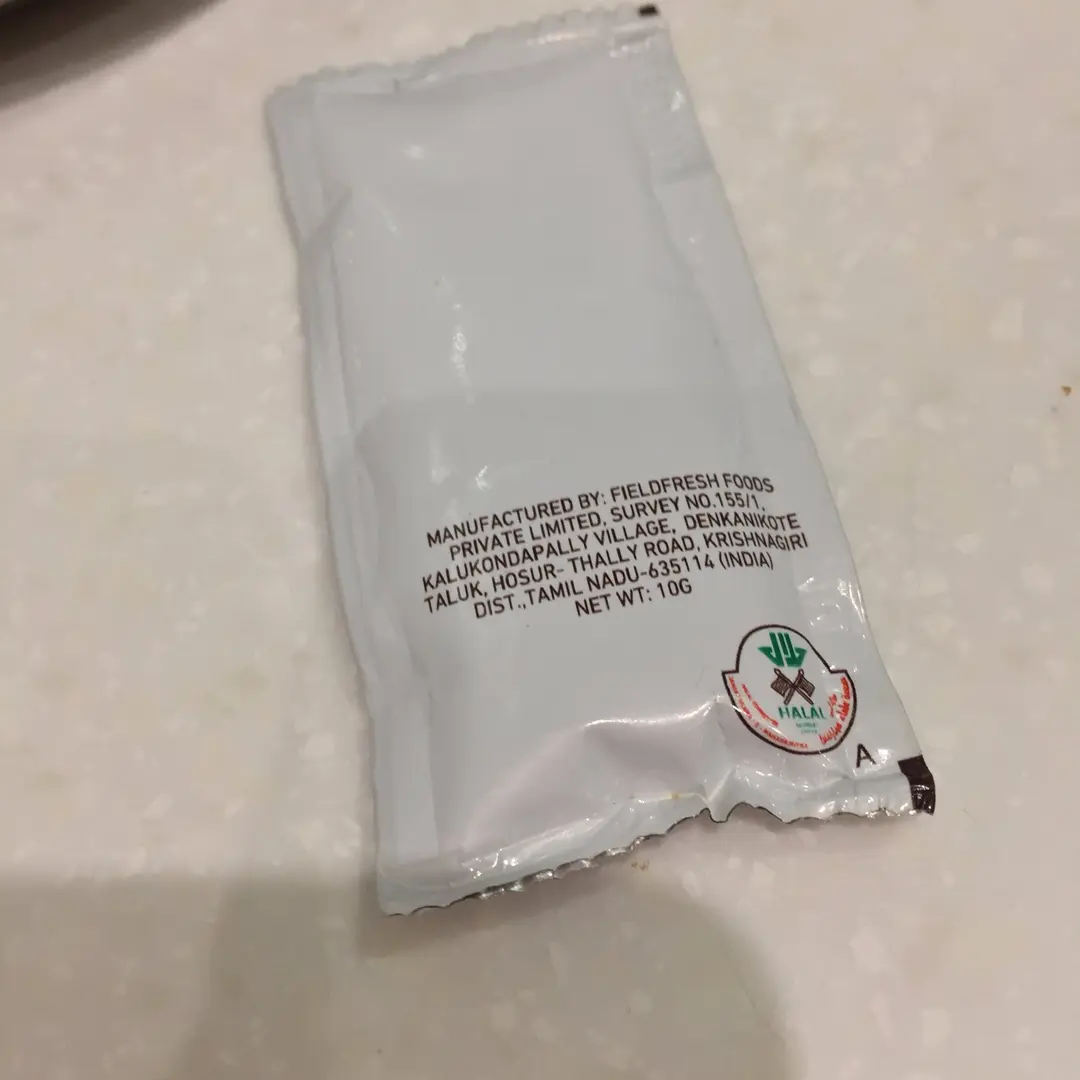 MANUFACTURED BY: FIELDFRESH FOODS
PRIVATE LIMITED, SURVEY NO.155/1,
KALUKONDAPALLY VILLAGE, DENKANIKOTE
TALUK, HOSUR- THALLY ROAD, KRISHNAGIRI
DIST.,TAMIL NADU-635114 (INDIA)
NET WT: 10G
HALAL
A